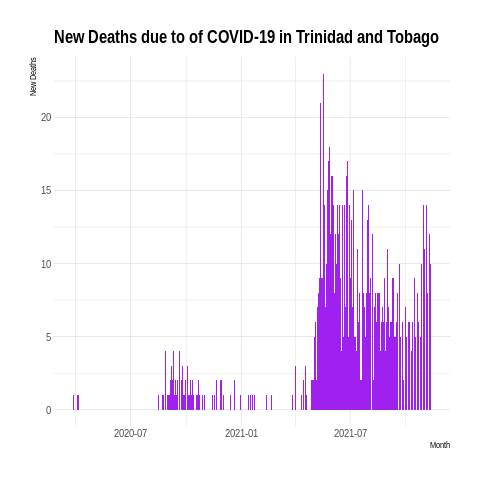 New Deaths due to of COVID-19 in Trinidad and Tobago
New Deaths
20
15
10
5
0
2020-07 2021-01 2021-07
Month